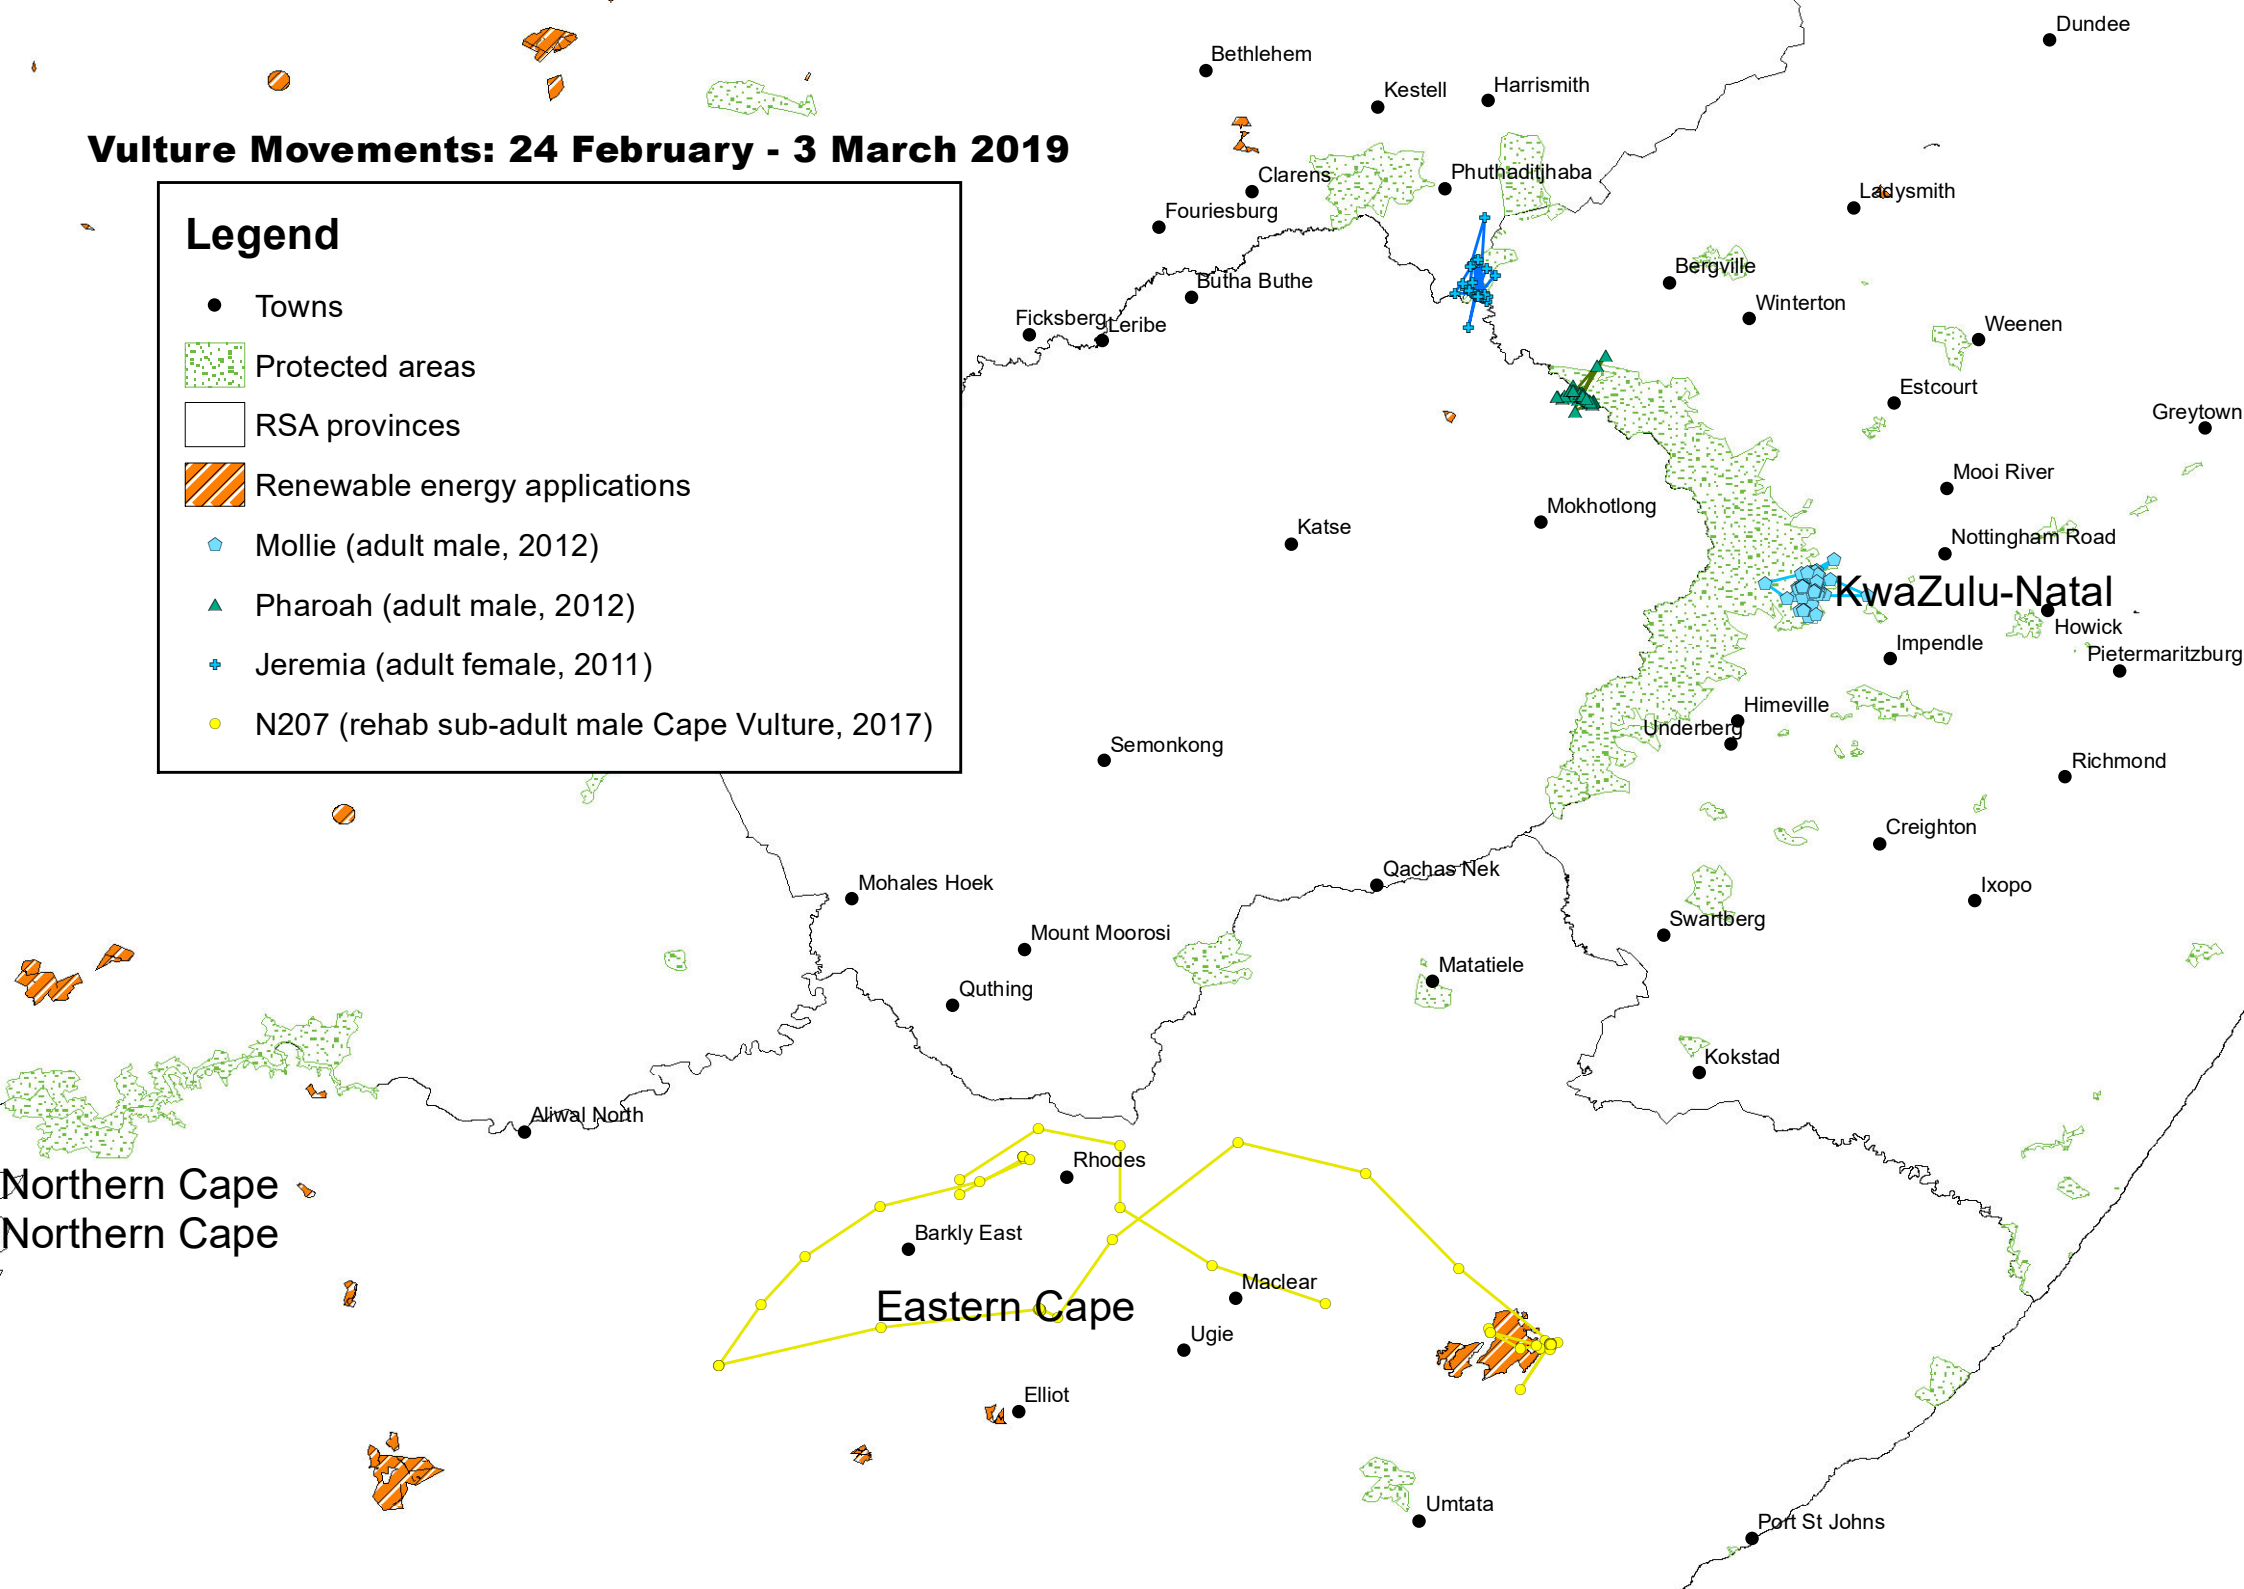 Dundee
Bethlehem
Kestell
Harrismith
Vulture Movements: 24 February - 3 March 2019
Clarens
Phuthaditjhaba
Ladysmith
Fouriesburg
Legend
Towns
Protected areas
RSA provinces
Renewable energy applications
Mollie (adult male, 2012)
Pharoah (adult male, 2012)
Jeremia (adult female, 2011)
N207 (rehab sub-adult male Cape Vulture, 2017)
Butha Buthe
Bergville
Winterton
Ficksberg
Leribe
Weenen
Estcourt
Greytown
Mooi River
Mokhotlong
Katse
Nottingham Road
KwaZulu-Natal
Howick
Impendle
Pietermaritzburg
Himeville
Underberg
Semonkong
Richmond
Creighton
Qachas Nek
Mohales Hoek
Ixopo
Swartberg
Mount Moorosi
Matatiele
Quthing
Kokstad
Aliwal North
Rhodes
Northern Cape
Northern Cape
Barkly East
Maclear
Eastern Cape
Ugie
Elliot
Umtata
Port St Johns